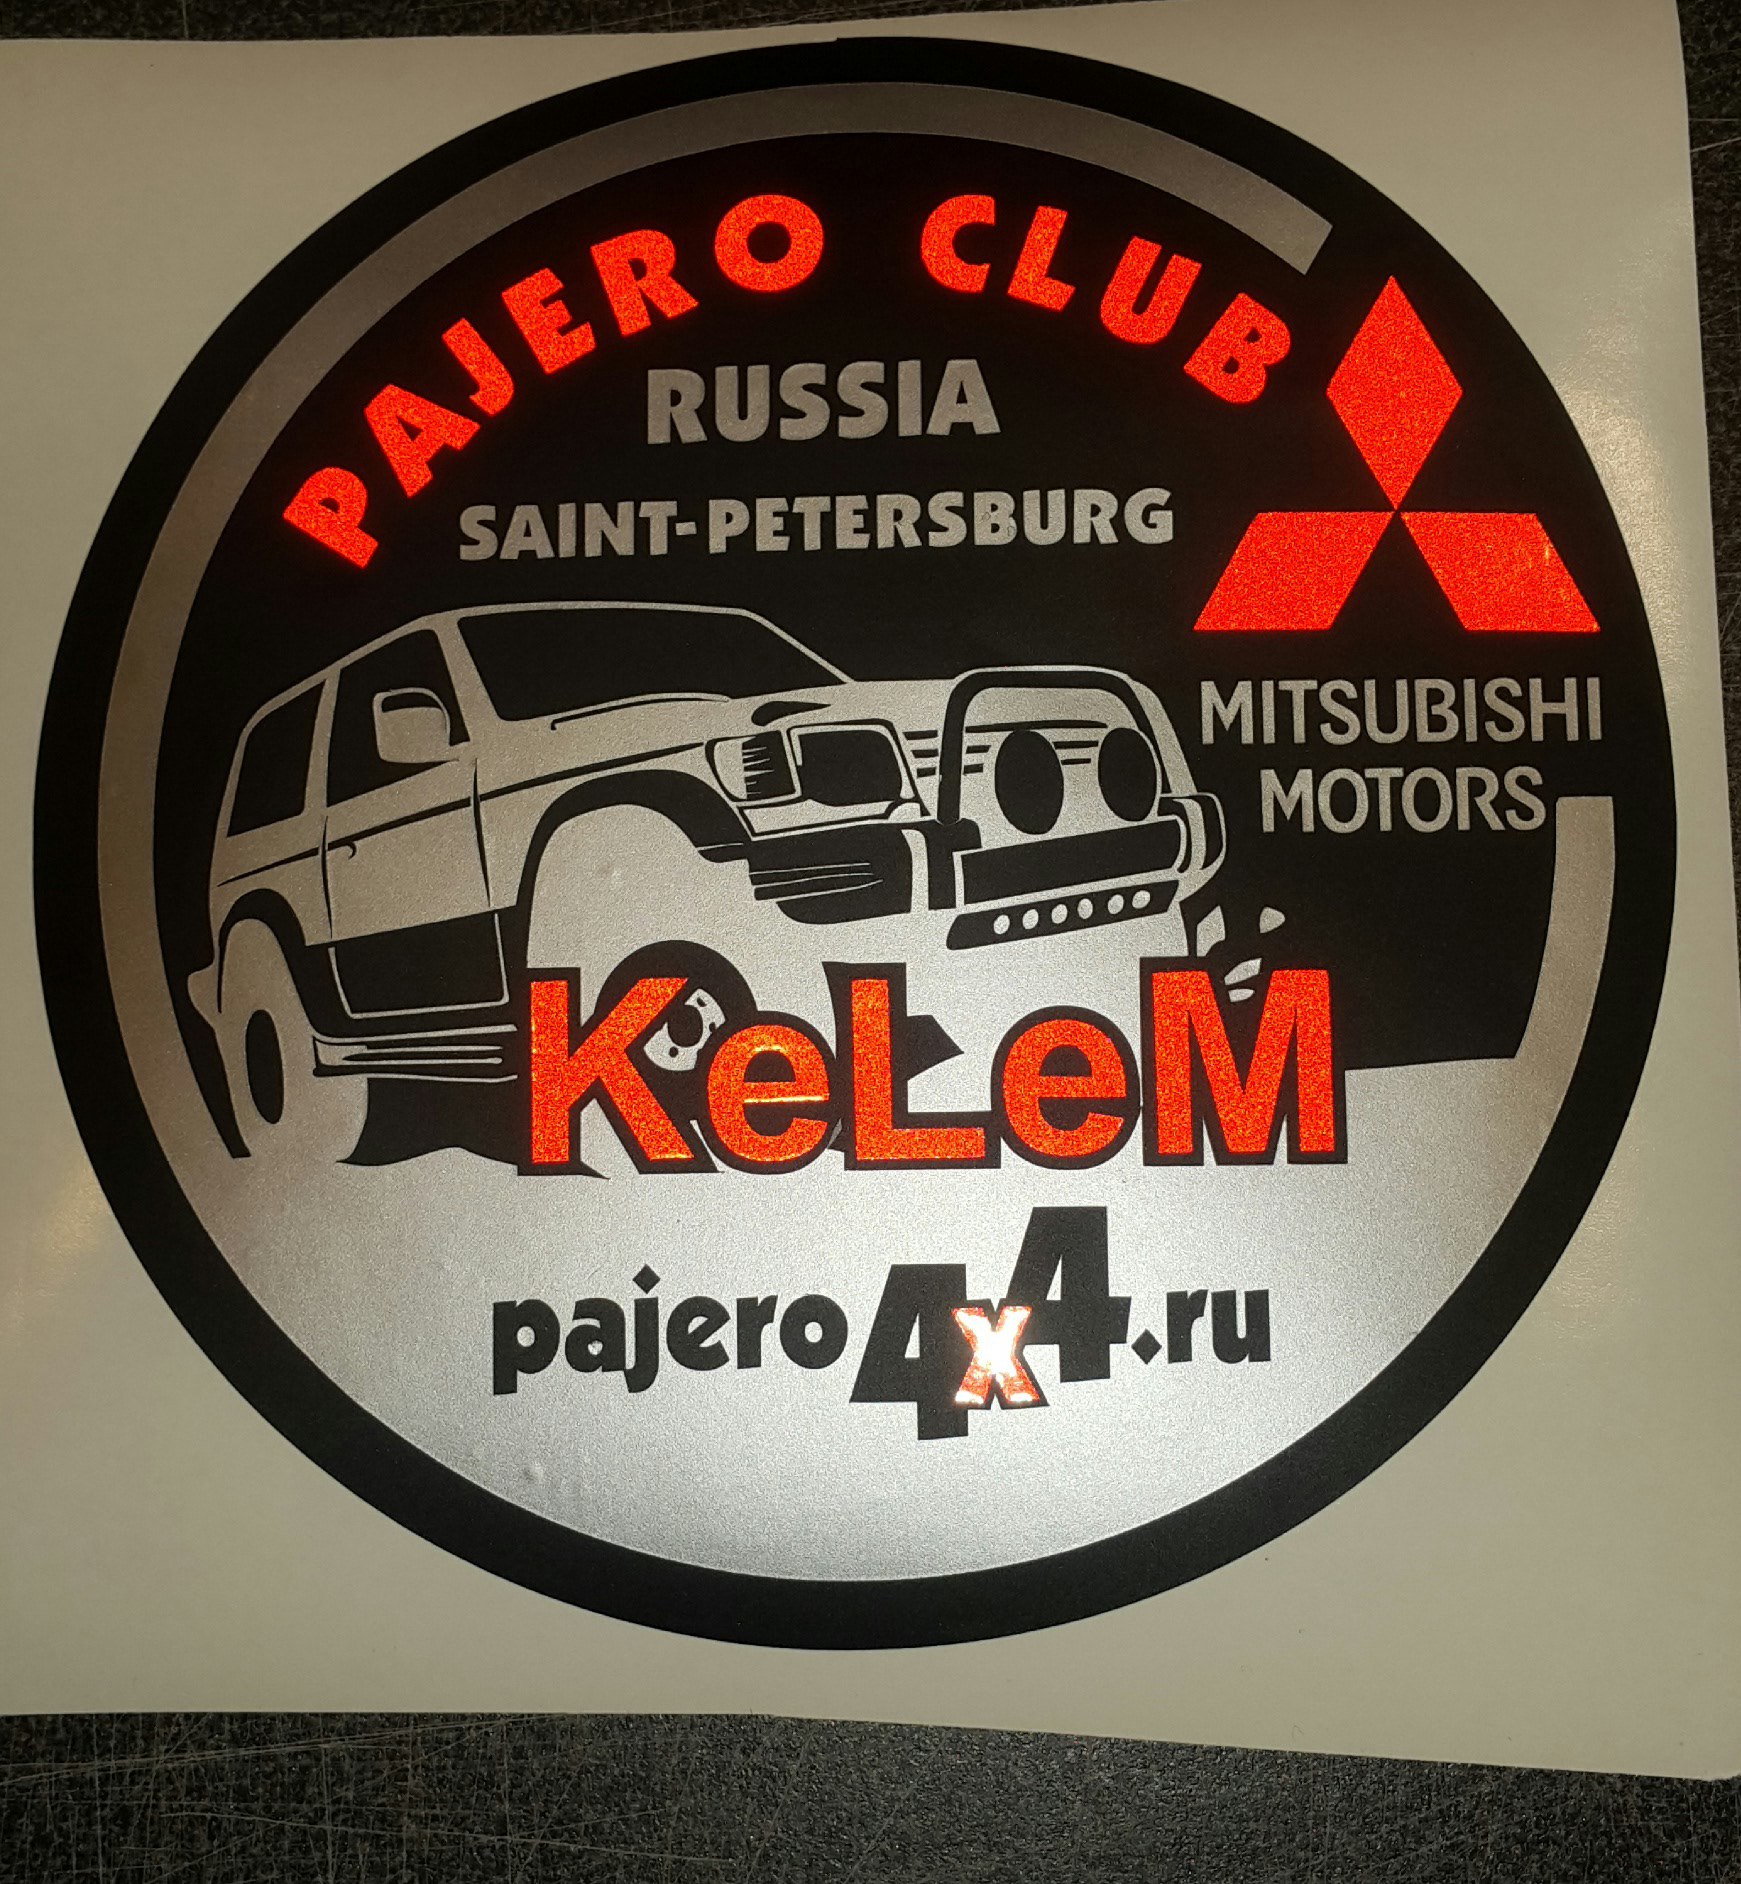 PAJERO CLUB
RUSSIA
SAINT-PETERSBURG
MITSUBISHI
MOTORS
KeLeM
pajero4x4.ru